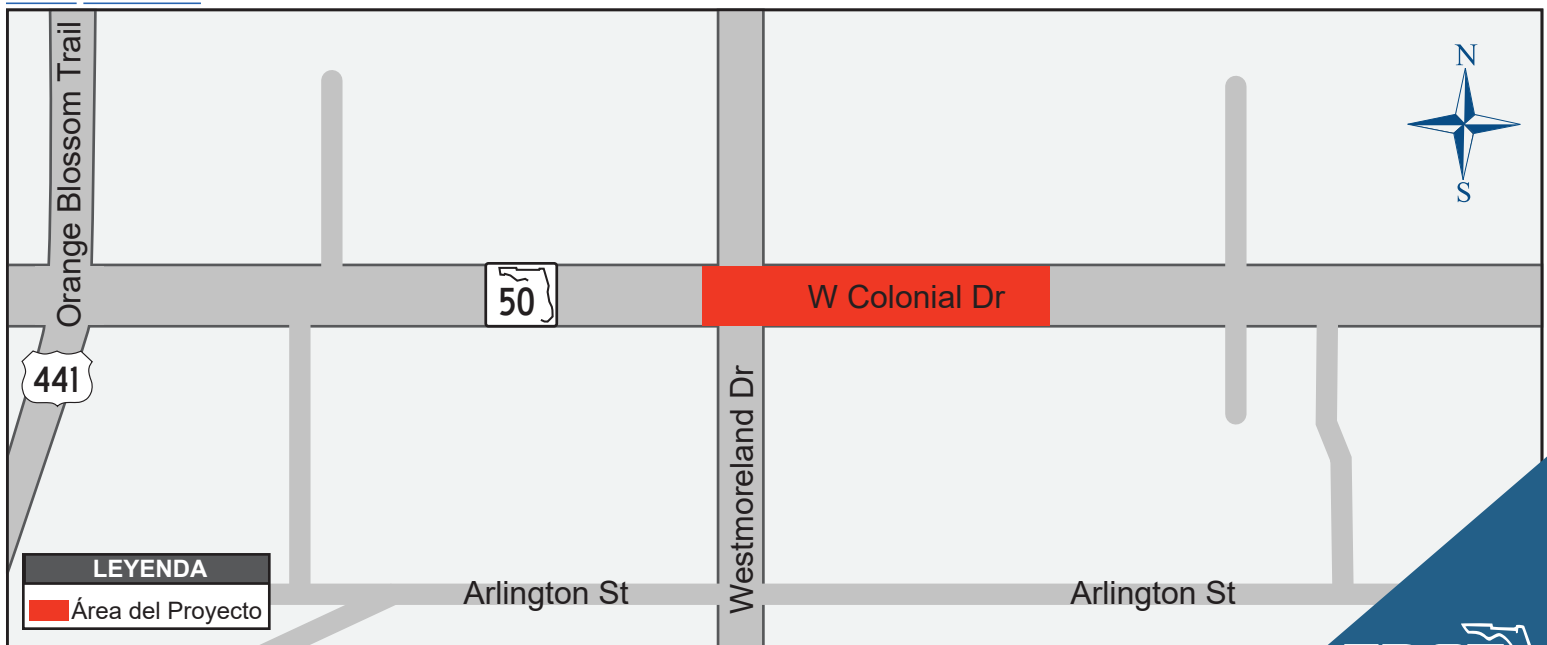 Orange Blossom Trail
N
S
50
W Colonial Dr
441
Westmoreland Dr
LEYENDA
Área del Proyecto
Arlington St
Arlington St